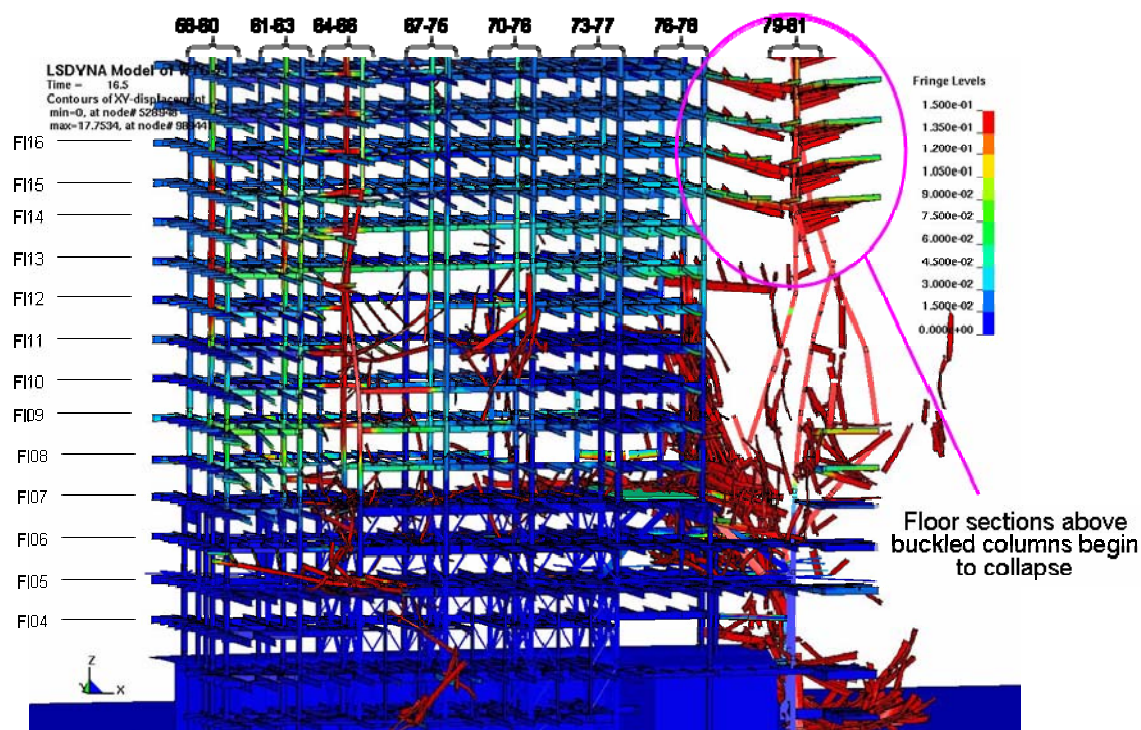 58-60 61-63 64-66 67-75 70-76 73-77 76-78 79-81
LSDYNA Model of
Time = 16.5
Contours of XY-displacement
min=0, at node# 528948
max=17.7534, at node#
Fringe Levels
1.500e-01
1.350e-01
1.200e-01
1.050e-01
9.000e-02
7.500e-02
6.000e-02
4.500e-02
3.000e-02
1.500e-02
0.000e+00
Fl16
Fl15
Fl14
Fl13
Fl12
Fl11
Fl10
Fl09
Fl08
Fl07
Fl06
Fl05
Fl04
Floor sections above
buckled columns begin
to collapse
Z
Y X